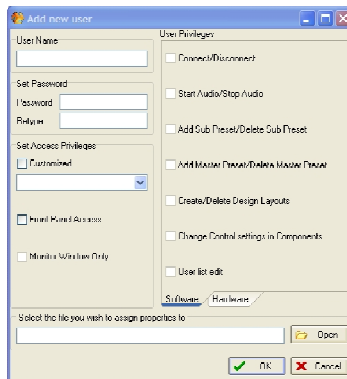 Add new user
User Name
User Privileges
Connect/Disconnect
Set Password
Password
Retype
Start Audio/Stop Audio
Add Sub Preset/Delete Sub Preset
Set Access Privileges
Customized
Add Master Preset/Delete Master Preset
Create/Delete Design Layouts
Front Panel Access
Change Control settings in Components
Monitor Window Only
User list edit
Software
Hardware
Select the file you wish to assign properties to
Open
OK
Cancel